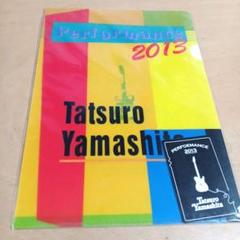 Performance
2013
Tatsuro
Yamashita
PERFORMANCE
2013
Tatsuro
Yamashita